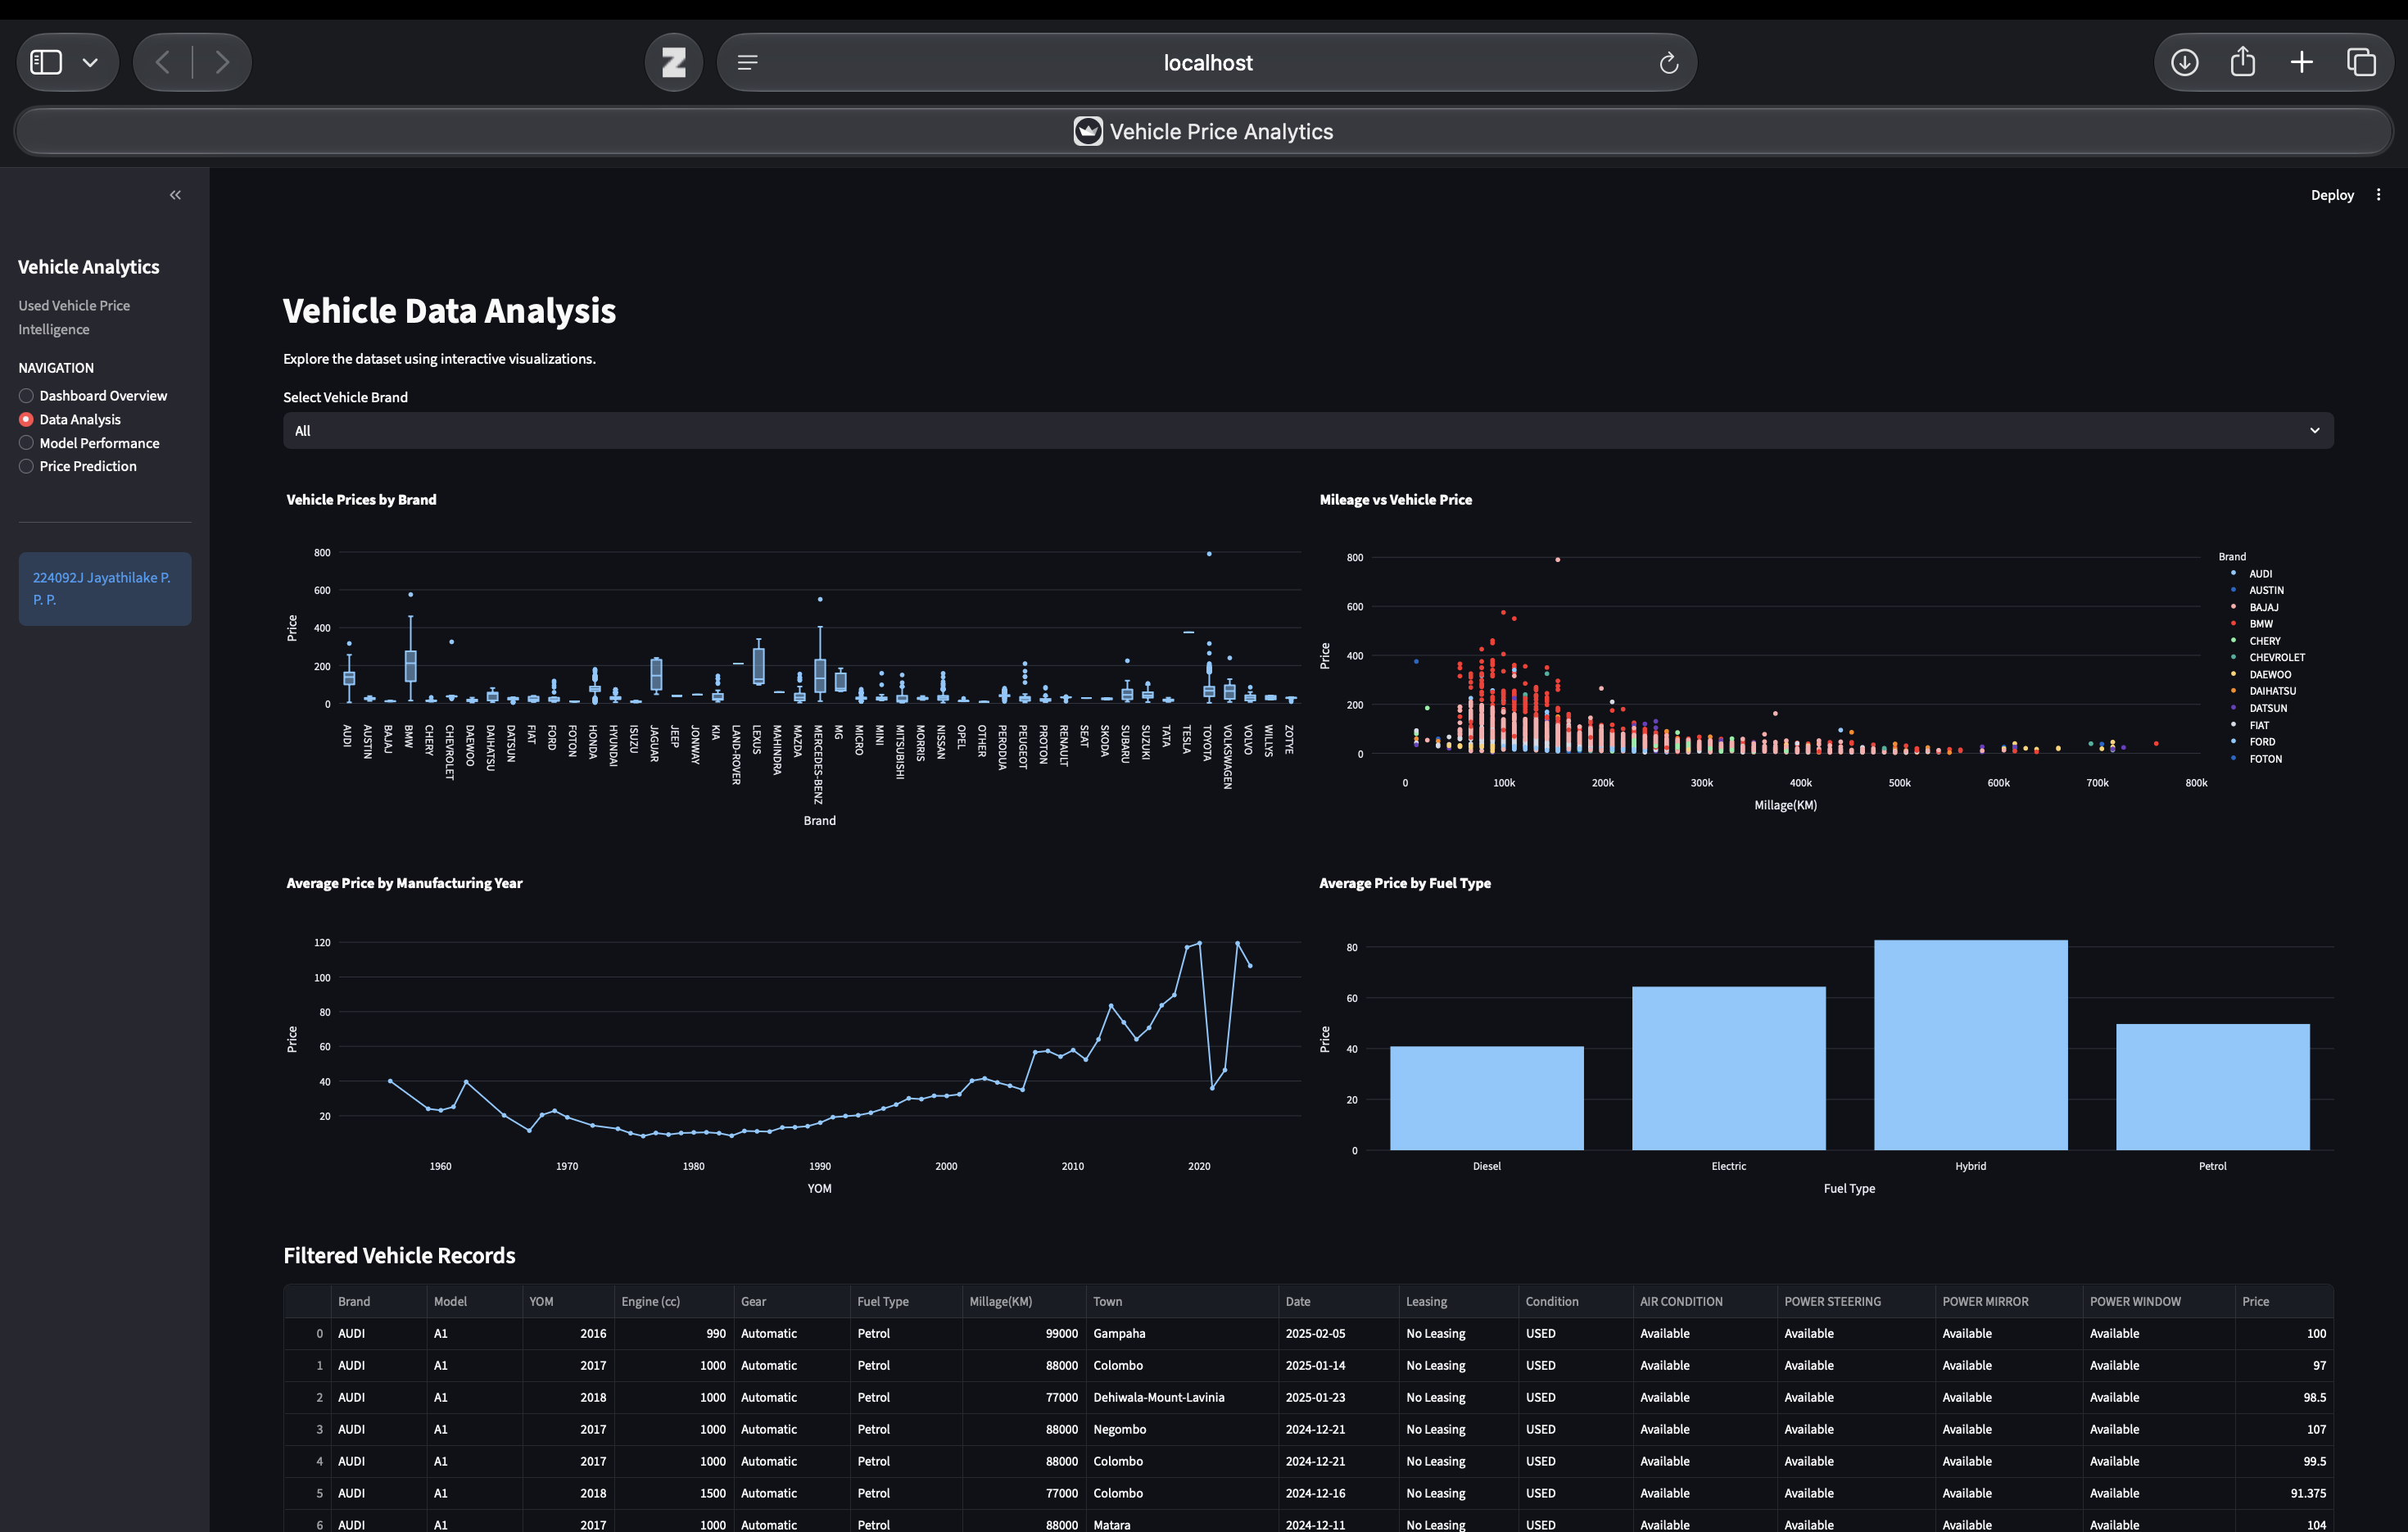 localhost
Vehicle Price Analytics
Deploy
Vehicle Analytics
Used Vehicle Price
Intelligence
NAVIGATION
Dashboard Overview
Data Analysis
Model Performance
Price Prediction
224092J Jayathilake P.
P. P.
Vehicle Data Analysis
Explore the dataset using interactive visualizations.
Select Vehicle Brand
All
Vehicle Prices by Brand
800
600
400
200
0
Price
AUDI
AUSTIN
BAJAJ
BMW
CHERY
CHEVROLET
DAEWOO
DAIHATSU
DATSUN
FIAT
FORD
FOTON
HONDA
HYUNDAI
ISUZU
JAGUAR
JEEP
JONWAY
KIA
LAND-ROVER
LEXUS
MAHINDRA
MAZDA
MERCEDES-BENZ
MG
MICRO
MINI
MITSUBISHI
MORRIS
NISSAN
OPEL
OTHER
PERODUA
PEUGEOT
PROTON
RENAULT
SEAT
SKODA
SUBARU
SUZUKI
TATA
TESLA
TOYOTA
VOLKSWAGEN
VOLVO
WILLYS
ZOTYE
Brand
Mileage vs Vehicle Price
800
600
400
200
0
Price
0 100k 200k 300k 400k 500k 600k 700k 800k
Millage(KM)
Brand
AUDI
AUSTIN
BAJAJ
BMW
CHERY
CHEVROLET
DAEWOO
DAIHATSU
DATSUN
FIAT
FORD
FOTON
Average Price by Manufacturing Year
120
100
80
60
40
20
Price
1960 1970 1980 1990 2000 2010 2020
YOM
Average Price by Fuel Type
80
60
40
20
0
Price
Diesel Electric Hybrid Petrol
Fuel Type
Filtered Vehicle Records
Brand Model YOM Engine (cc) Gear Fuel Type Millage(KM) Town Date Leasing Condition AIR CONDITION POWER STEERING POWER MIRROR POWER WINDOW Price
0 AUDI A1 2016 990 Automatic Petrol 99000 Gampaha 2025-02-05 No Leasing USED Available Available Available Available 100
1 AUDI A1 2017 1000 Automatic Petrol 88000 Colombo 2025-01-14 No Leasing USED Available Available Available Available 97
2 AUDI A1 2018 1000 Automatic Petrol 77000 Dehiwala-Mount-Lavinia 2025-01-23 No Leasing USED Available Available Available Available 98.5
3 AUDI A1 2017 1000 Automatic Petrol 88000 Negombo 2024-12-21 No Leasing USED Available Available Available Available 107
4 AUDI A1 2017 1000 Automatic Petrol 88000 Colombo 2024-12-21 No Leasing USED Available Available Available Available 99.5
5 AUDI A1 2018 1500 Automatic Petrol 77000 Colombo 2024-12-16 No Leasing USED Available Available Available Available 91.375
6 AUDI A1 2017 1000 Automatic Petrol 88000 Matara 2024-12-11 No Leasing USED Available Available Available Available 104